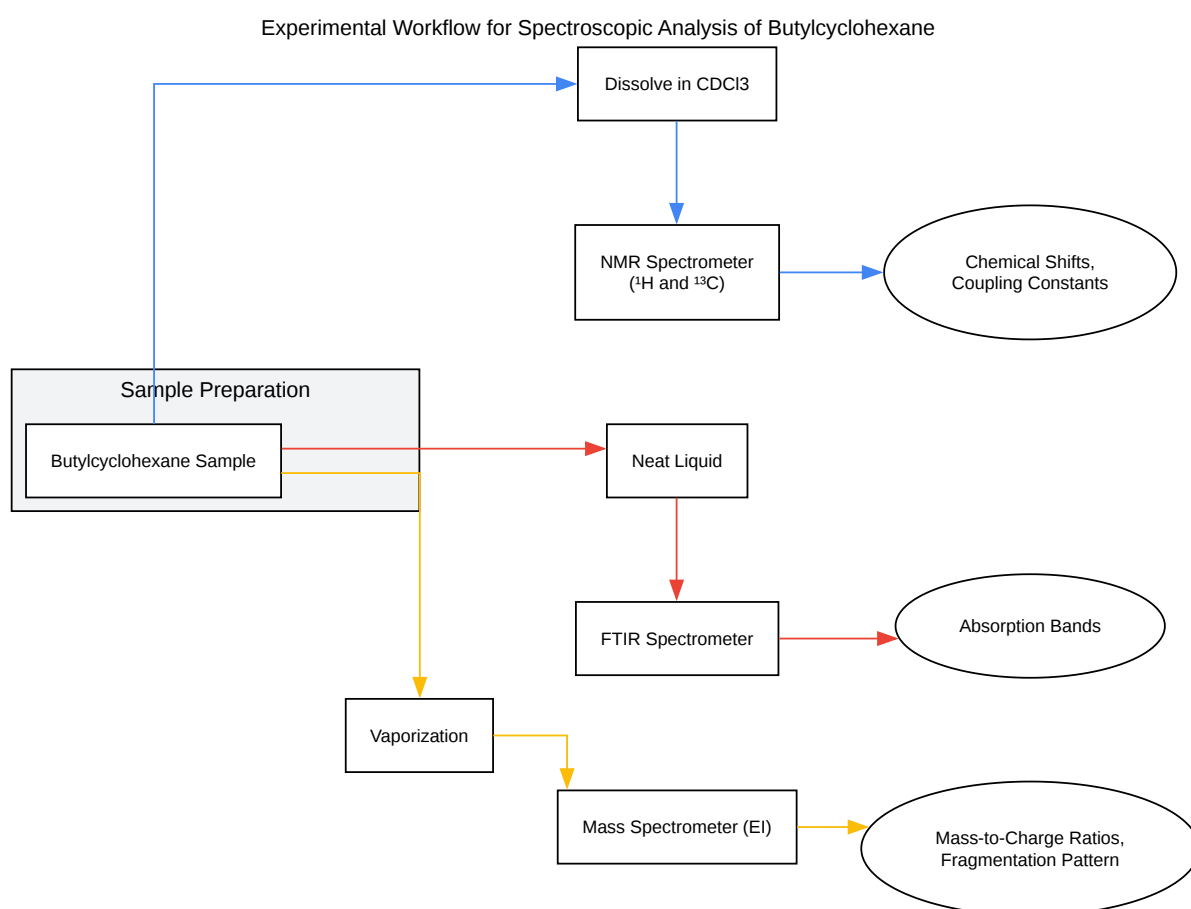 Experimental Workflow for Spectroscopic Analysis of Butylcyclohexane
Dissolve in CDCl3
NMR Spectrometer
(¹H and ¹³C)
Chemical Shifts,
Coupling Constants
Sample Preparation
Butylcyclohexane Sample
Neat Liquid
FTIR Spectrometer
Absorption Bands
Vaporization
Mass Spectrometer (EI)
Mass-to-Charge Ratios,
Fragmentation Pattern